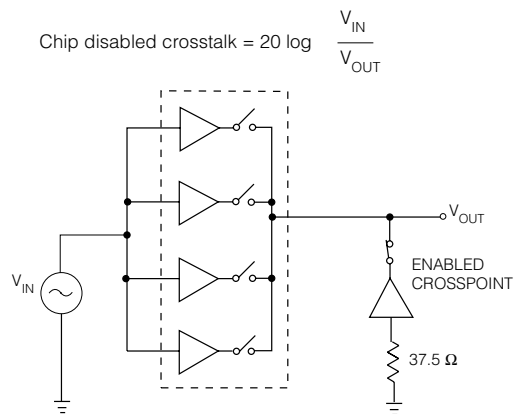 Chip disabled crosstalk = 20 log V_IN / V_OUT
V_IN
V_OUT
ENABLED
CROSSPOINT
37.5 Ω